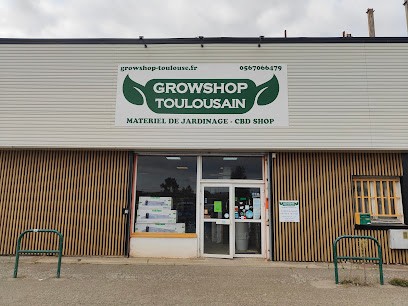 growshop-toulouse.fr 0567066479
GROWSHOP
TOULOUSAIN
MATERIEL DE JARDINAGE - CBD SHOP